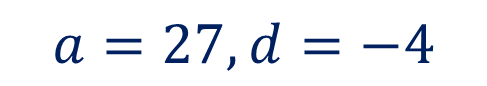 a = 27, d = −4